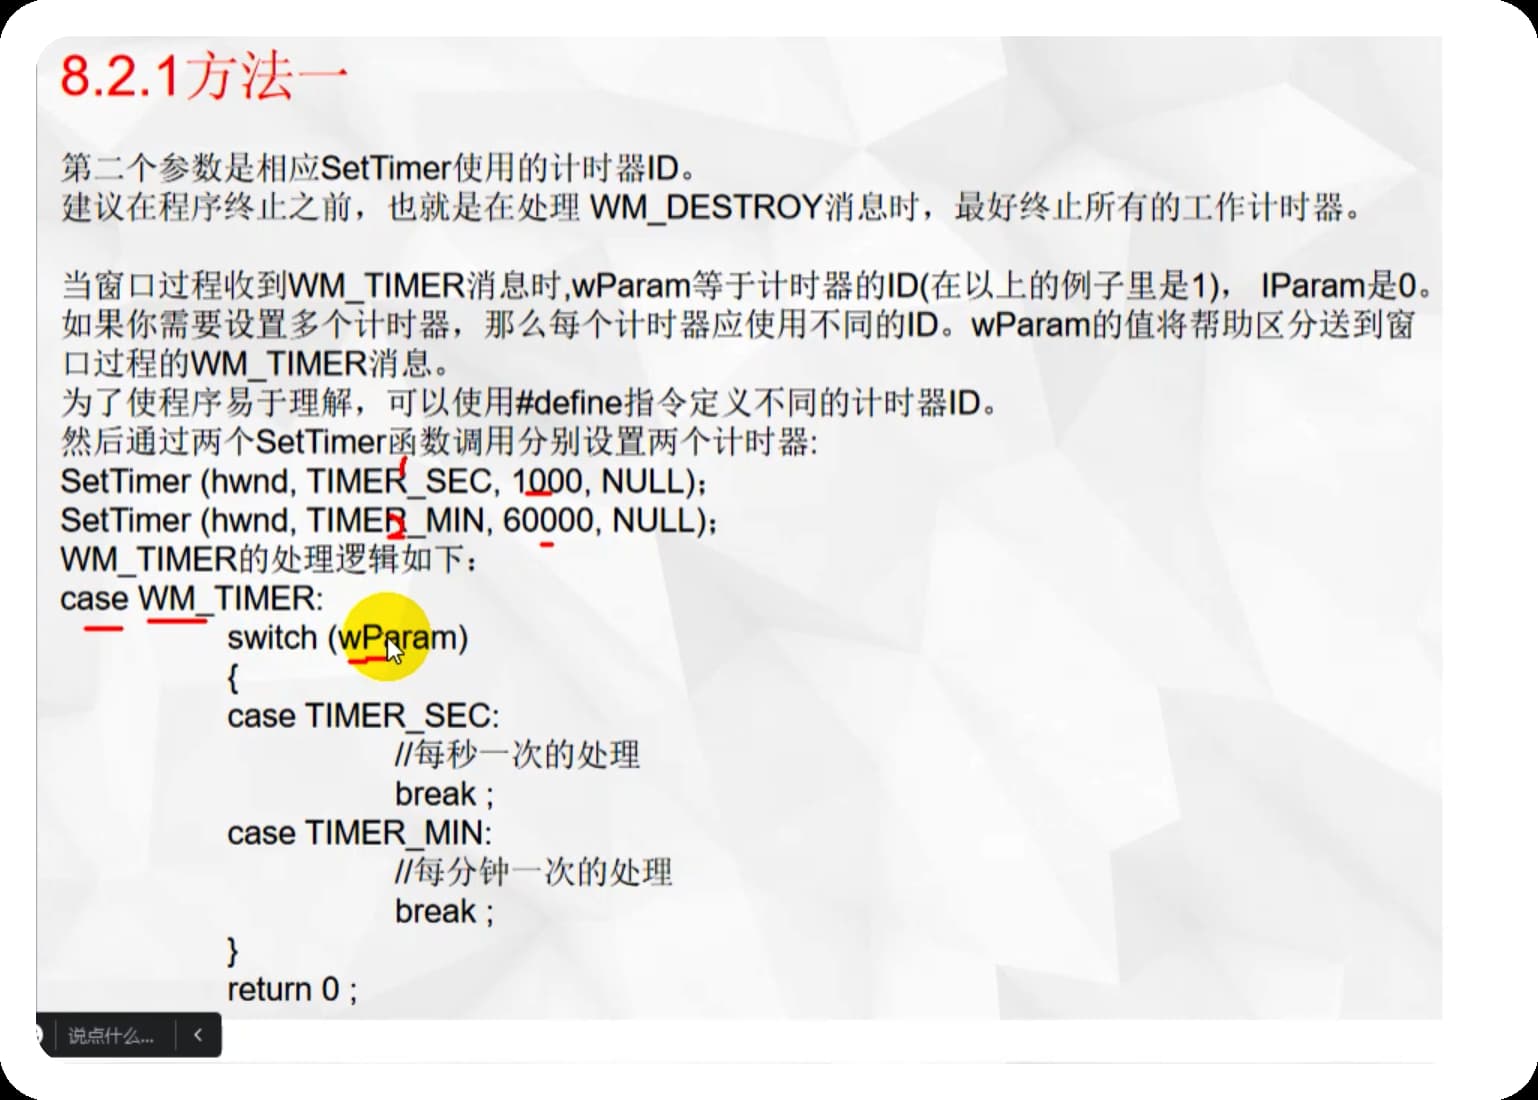 8.2.1方法一
第二个参数是相应SetTimer使用的计时器ID。
建议在程序终止之前，也就是在处理 WM_DESTROY消息时，最好终止所有的工作计时器。
当窗口过程收到WM_TIMER消息时,wParam等于计时器的ID(在以上的例子里是1)， lParam是0。
如果你需要设置多个计时器，那么每个计时器应使用不同的ID。wParam的值将帮助区分送到窗
口过程的WM_TIMER消息。
为了使程序易于理解，可以使用#define指令定义不同的计时器ID。
然后通过两个SetTimer函数调用分别设置两个计时器:
SetTimer (hwnd, TIMER_SEC, 1000, NULL)；
SetTimer (hwnd, TIMER_MIN, 60000, NULL)；
WM_TIMER的处理逻辑如下：
case WM_TIMER:
switch (wParam)
{
case TIMER_SEC:
//每秒一次的处理
break ;
case TIMER_MIN:
//每分钟一次的处理
break ;
}
return 0 ;
说点什么...